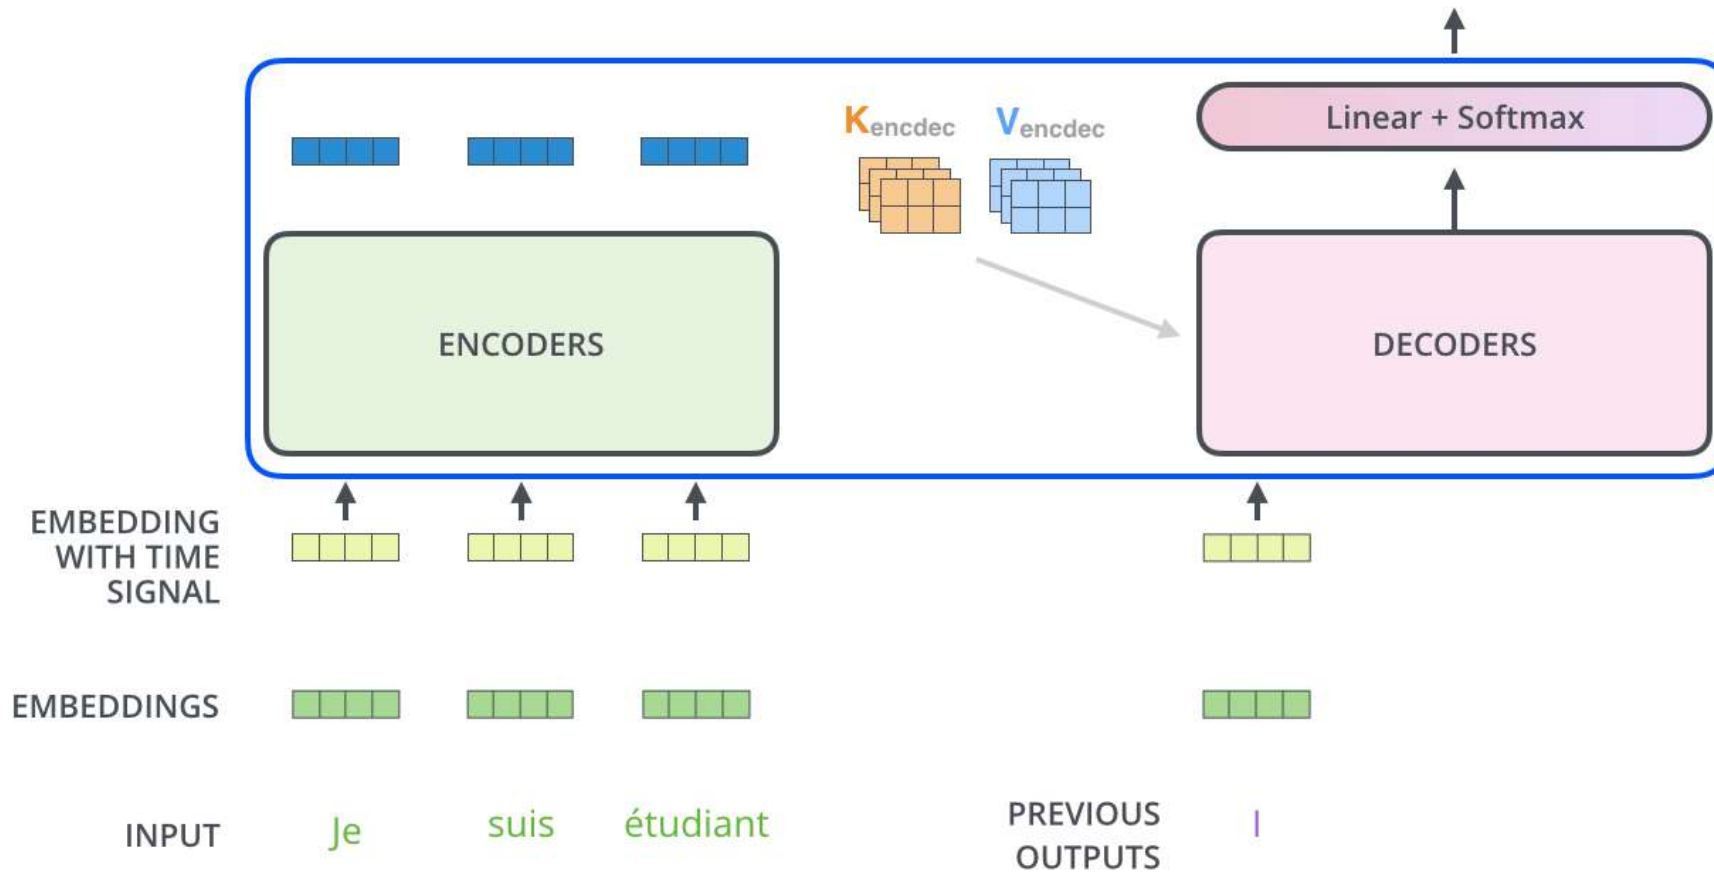 Kencdec Vencdec
Linear + Softmax
ENCODERS
DECODERS
EMBEDDING
WITH TIME
SIGNAL
EMBEDDINGS
INPUT
Je suis étudiant
PREVIOUS
OUTPUTS
I